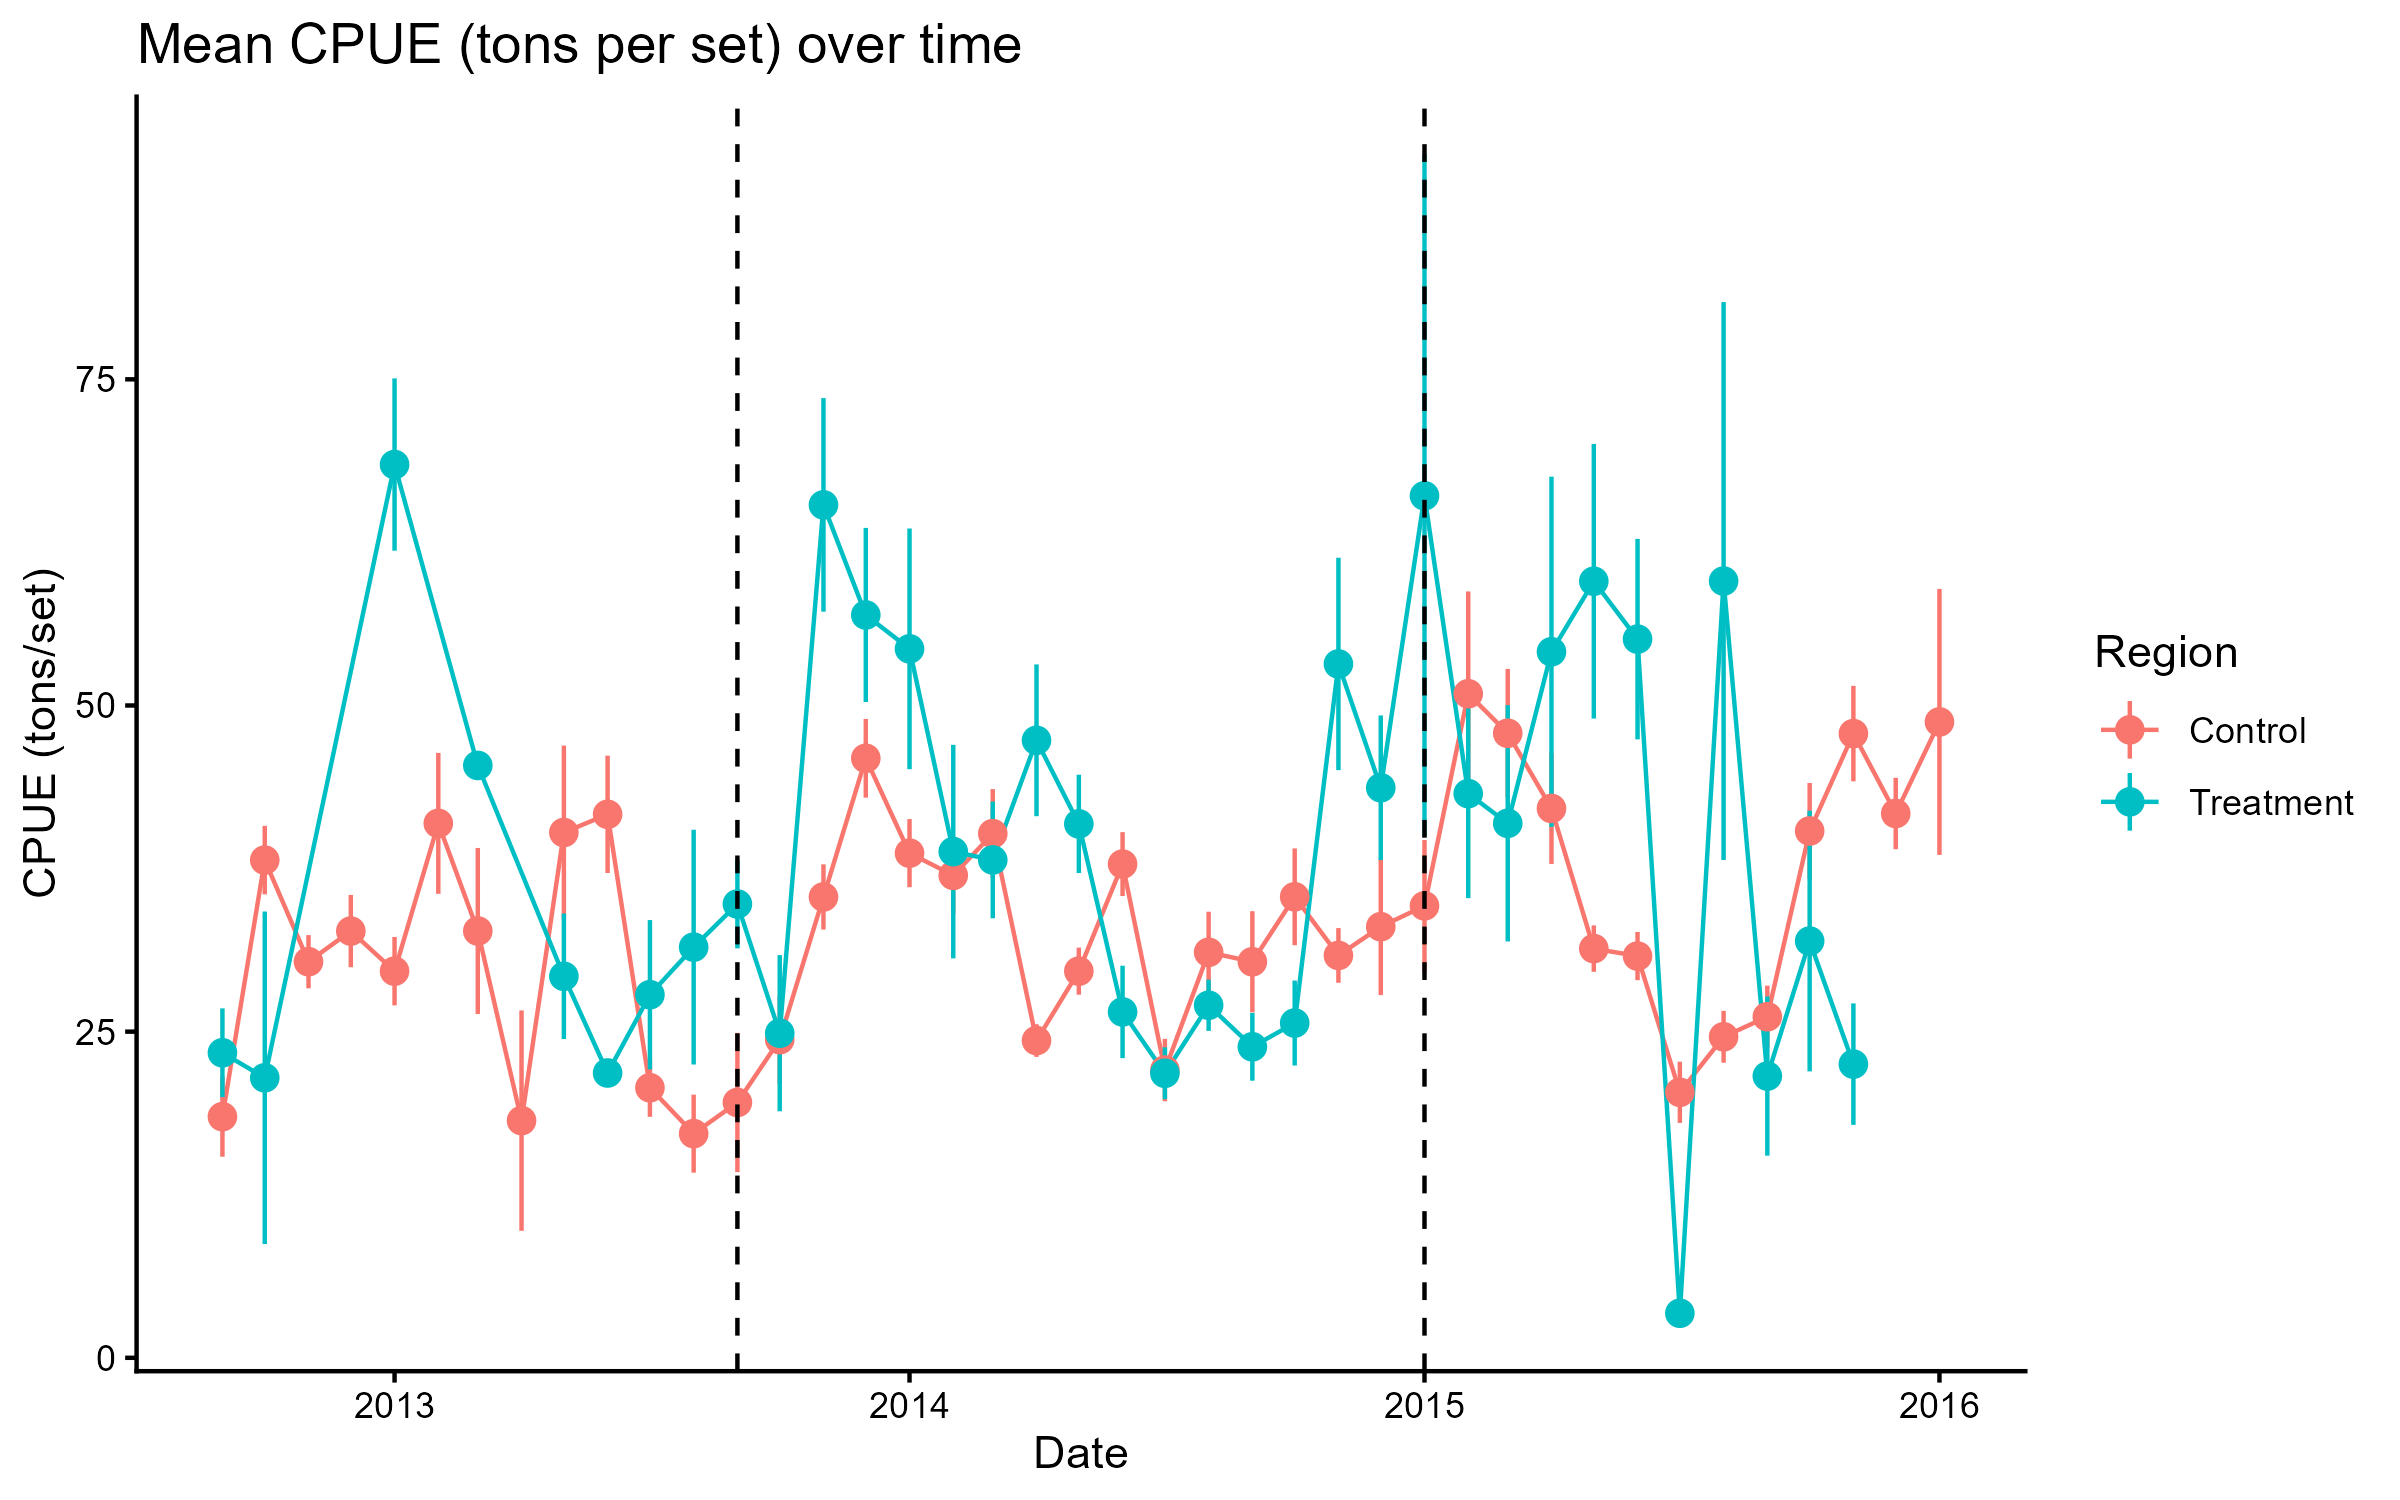 Mean CPUE (tons per set) over time
CPUE (tons/set)
75
50
25
0
2013
2014
2015
2016
Date
Region
Control
Treatment